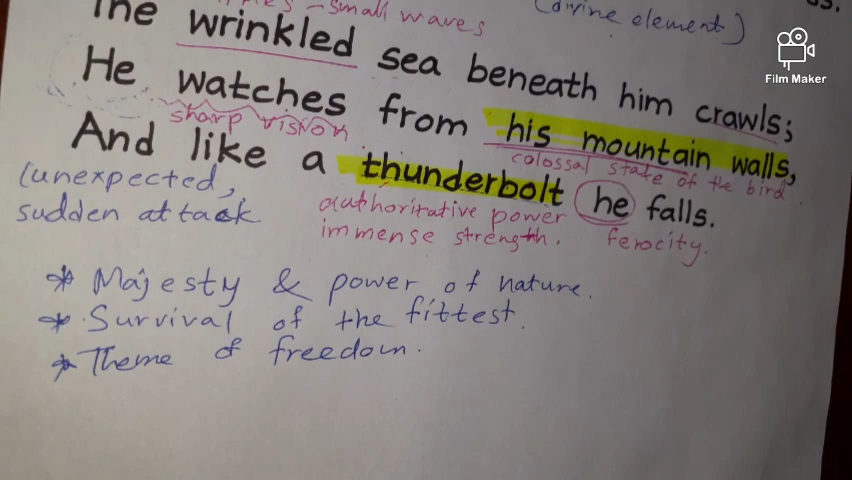 small waves
(divine element)
The wrinkled sea beneath him crawls;
He watches from his mountain walls,
sharp vision
colossal state of the bird
And like a thunderbolt he falls.
(unexpected,
sudden attack
authoritative power
immense strength.
ferocity.
* Majesty & power of nature.
* Survival of the fittest.
* Theme of freedom.
Film Maker